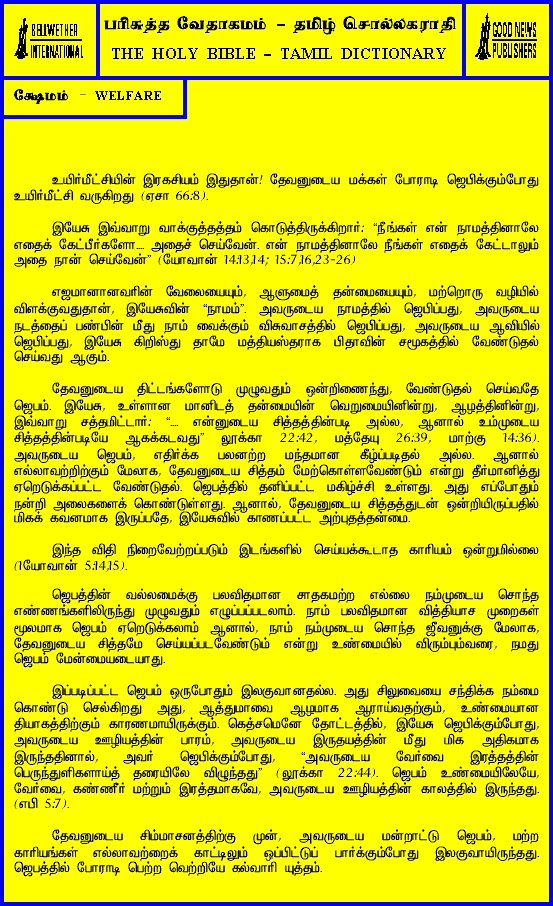 BELLWETHER
INTERNATIONAL
பரிசுத்த வேதாகமம் - தமிழ் சொல்லகராதி
THE HOLY BIBLE - TAMIL DICTIONARY
GOOD NEWS
PUBLISHERS
க்ஷேமம் - WELFARE
உயிர்மீட்சியின் இரகசியம் இதுதான்! தேவனுடைய மக்கள் போராடி ஜெபிக்கும்போது
உயிர்மீட்சி வருகிறது (ஏசா 66:8).
இயேசு இவ்வாறு வாக்குத்தத்தம் கொடுத்திருக்கிறார்: “நீங்கள் என் நாமத்தினாலே
எதைக் கேட்பீர்களோ.... அதைச் செய்வேன். என் நாமத்தினாலே நீங்கள் எதைக் கேட்டாலும்
அதை நான் செய்வேன்” (யோவான் 14:13,14; 15:7,16,23-26)
எஜமானானவரின் வேலையையும், ஆளுமைத் தன்மையையும், மற்றொரு வழியில்
விளக்குவதுதான், இயேசுவின் “நாமம்”. அவருடைய நாமத்தில் ஜெபிப்பது, அவருடைய
நடத்தைப் பண்பின் மீது நாம் வைக்கும் விசுவாசத்தில் ஜெபிப்பது, அவருடைய ஆவியில்
ஜெபிப்பது, இயேசு கிறிஸ்து தாமே மத்தியஸ்தராக பிதாவின் சமூகத்தில் வேண்டுதல்
செய்வது ஆகும்.
தேவனுடைய திட்டங்களோடு முழுவதும் ஒன்றிணைந்து, வேண்டுதல் செய்வதே
ஜெபம். இயேசு, உள்ளான மானிடத் தன்மையின் வெறுமையினின்று, ஆழத்தினின்று,
இவ்வாறு சத்தமிட்டார்: “.... என்னுடைய சித்தத்தின்படி அல்ல, ஆனால் உம்முடைய
சித்தத்தின்படியே ஆகக்கடவது” லூக்கா 22:42, மத்தேயு 26:39, மாற்கு 14:36).
அவருடைய ஜெபம், எதிர்க்க பலனற்ற மந்தமான கீழ்ப்படிதல் அல்ல. ஆனால்
எல்லாவற்றிற்கும் மேலாக, தேவனுடைய சித்தம் மேற்கொள்ளவேண்டும் என்று தீர்மானித்து
ஏறெடுக்கப்பட்ட வேண்டுதல். ஜெபத்தில் தனிப்பட்ட மகிழ்ச்சி உள்ளது. அது எப்போதும்
நன்றி அலைகளைக் கொண்டுள்ளது. ஆனால், தேவனுடைய சித்தத்துடன் ஒன்றியிருப்பதில்
மிகக் கவனமாக இருப்பதே, இயேசுவில் காணப்பட்ட அற்புதத்தன்மை.
இந்த விதி நிறைவேற்றப்படும் இடங்களில் செய்யக்கூடாத காரியம் ஒன்றுமில்லை
(1யோவான் 5:14,15).
ஜெபத்தின் வல்லமைக்கு பலவிதமான சாதகமற்ற எல்லை நம்முடைய சொந்த
எண்ணங்களிலிருந்து முழுவதும் எழுப்பப்படலாம். நாம் பலவிதமான வித்தியாச முறைகள்
மூலமாக ஜெபம் ஏறெடுக்கலாம் ஆனால், நாம் நம்முடைய சொந்த ஜீவனுக்கு மேலாக,
தேவனுடைய சித்தமே செய்யப்படவேண்டும் என்று உண்மையில் விரும்பும்வரை, நமது
ஜெபம் மேன்மையடையாது.
இப்படிப்பட்ட ஜெபம் ஒருபோதும் இலகுவானதல்ல. அது சிலுவையை சந்திக்க நம்மை
கொண்டு செல்கிறது அது, ஆத்துமாவை ஆழமாக ஆராய்வதற்கும், உண்மையான
தியாகத்திற்கும் காரணமாயிருக்கும். கெத்சமெனே தோட்டத்தில், இயேசு ஜெபிக்கும்போது,
அவருடைய ஊழியத்தின் பாரம், அவருடைய இருதயத்தின் மீது மிக அதிகமாக
இருந்ததினால், அவர் ஜெபிக்கும்போது, “அவருடைய வேர்வை இரத்தத்தின்
பெருந்துளிகளாய்த் தரையிலே விழுந்தது” (லூக்கா 22:44). ஜெபம் உண்மையிலேயே,
வேர்வை, கண்ணீர் மற்றும் இரத்தமாகவே, அவருடைய ஊழியத்தின் காலத்தில் இருந்தது.
(எபி 5:7).
தேவனுடைய சிம்மாசனத்திற்கு முன், அவருடைய மன்றாட்டு ஜெபம், மற்ற
காரியங்கள் எல்லாவற்றைக் காட்டிலும் ஒப்பிட்டுப் பார்க்கும்போது இலகுவாயிருந்தது.
ஜெபத்தில் போராடி பெற்ற வெற்றியே கல்வாரி யுத்தம்.